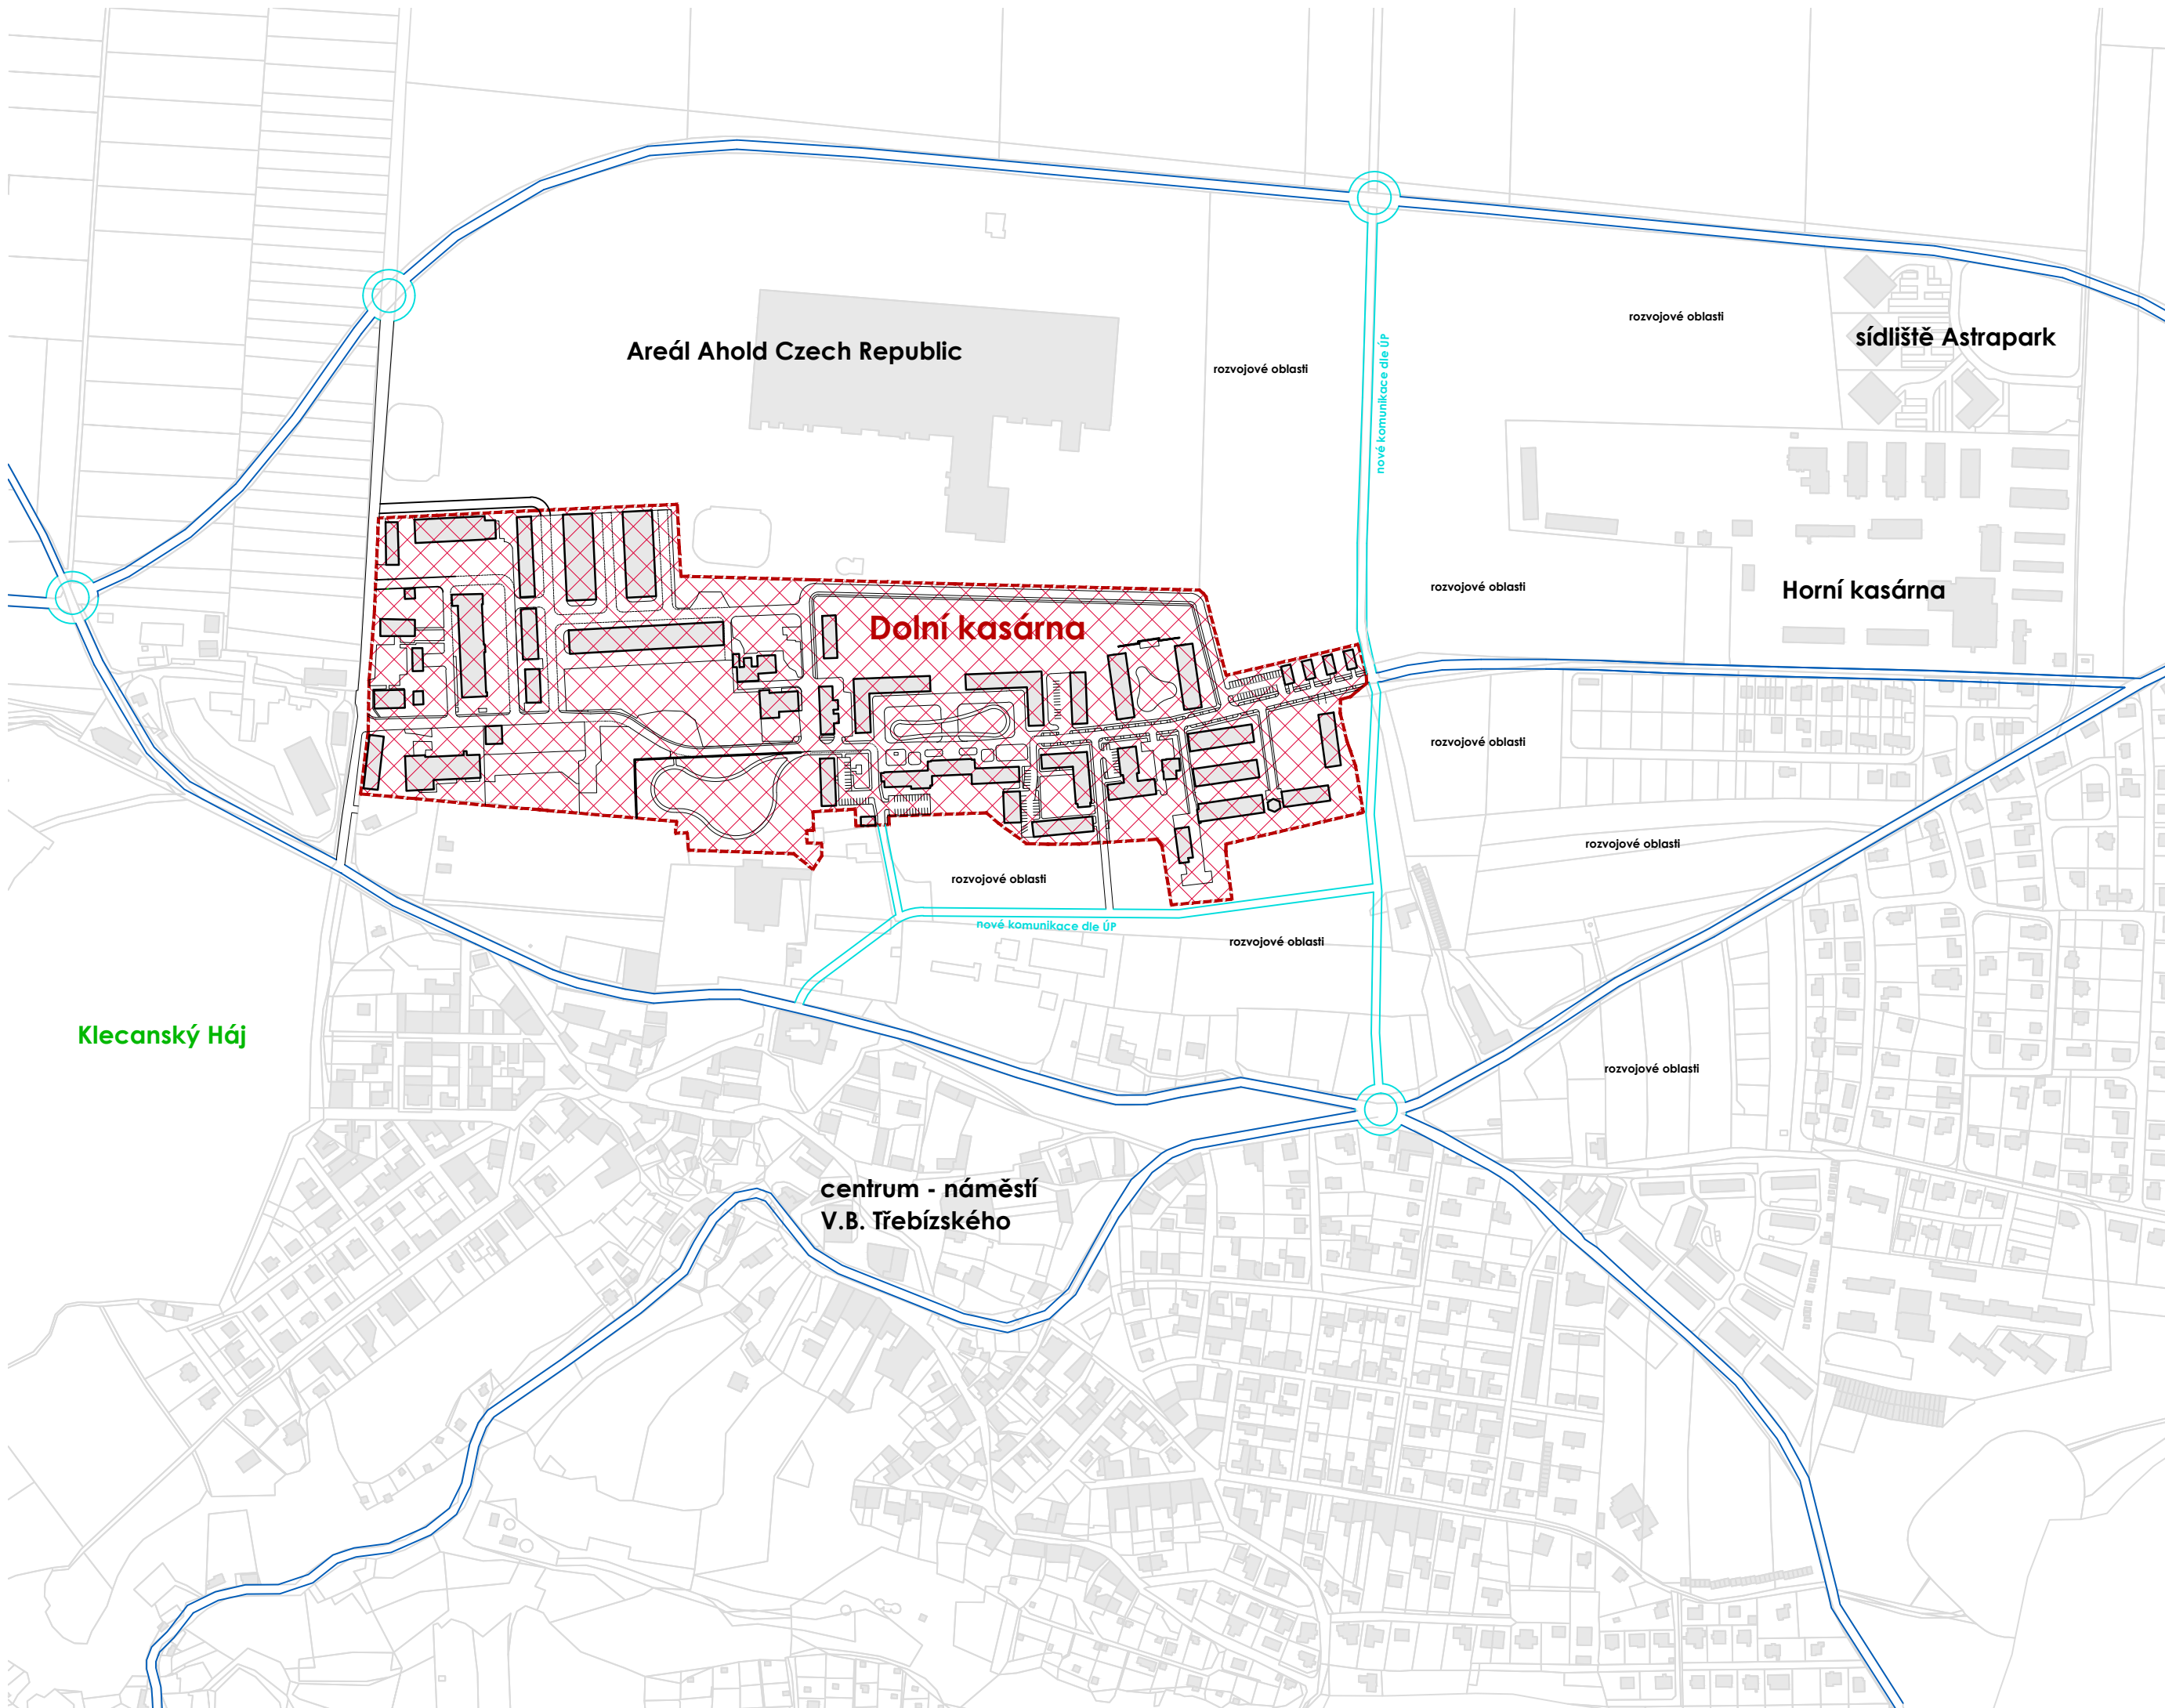 rozvojové oblasti
sídliště Astrapark
Areál Ahold Czech Republic
rozvojové oblasti
nové komunikace dle ÚP
rozvojové oblasti
Horní kasárna
Dolní kasárna
rozvojové oblasti
rozvojové oblasti
rozvojové oblasti
nové komunikace dle ÚP
rozvojové oblasti
Klecanský Háj
rozvojové oblasti
centrum - náměstí
V.B. Třebízského